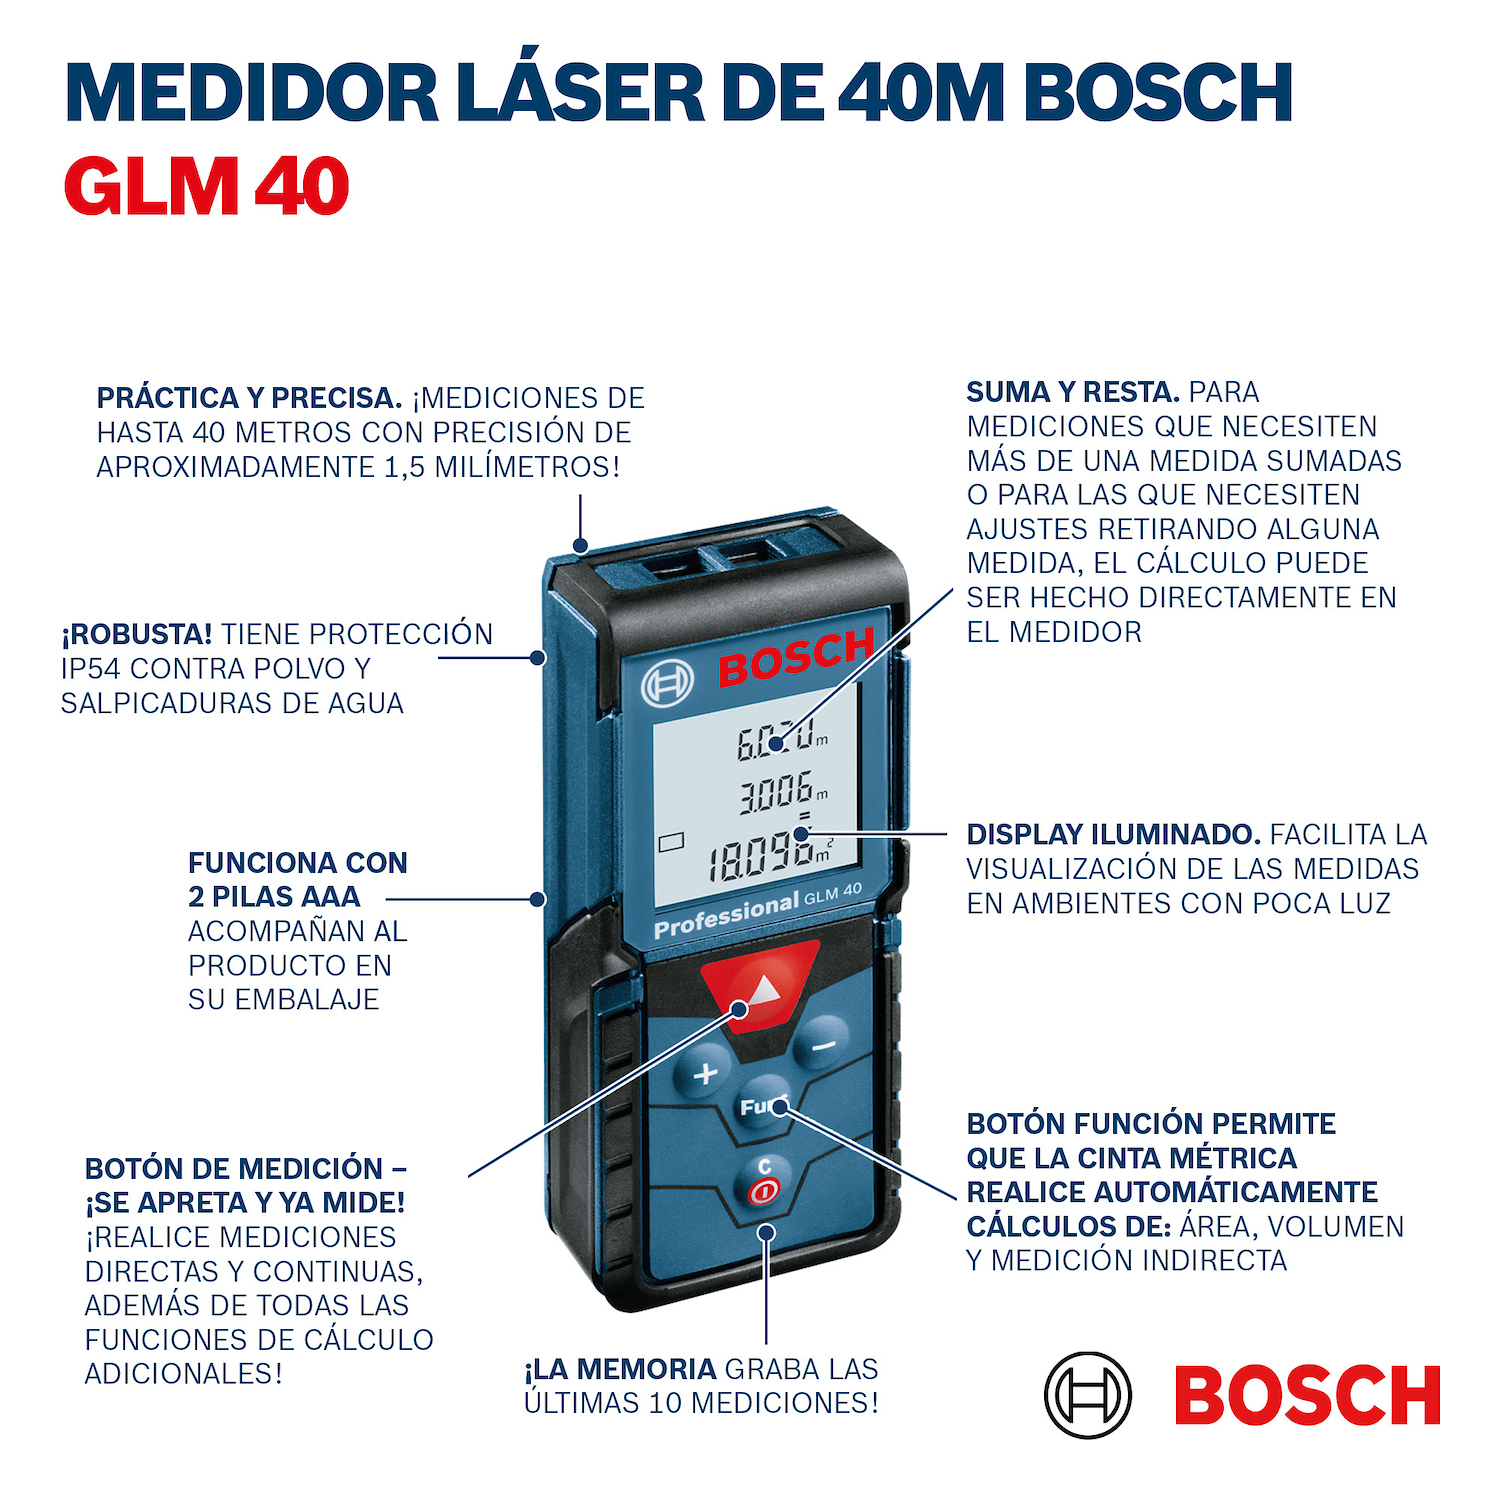 MEDIDOR LÁSER DE 40M BOSCH
GLM 40
PRÁCTICA Y PRECISA. ¡MEDICIONES DE
HASTA 40 METROS CON PRECISIÓN DE
APROXIMADAMENTE 1,5 MILÍMETROS!
¡ROBUSTA! TIENE PROTECCIÓN
IP54 CONTRA POLVO Y
SALPICADURAS DE AGUA
FUNCIONA CON
2 PILAS AAA
ACOMPAÑAN AL
PRODUCTO EN
SU EMBALAJE
BOTÓN DE MEDICIÓN –
¡SE APRETA Y YA MIDE!
¡REALICE MEDICIONES
DIRECTAS Y CONTINUAS,
ADEMÁS DE TODAS LAS
FUNCIONES DE CÁLCULO
ADICIONALES!
BOSCH
6.020 m
3.006 m
=
18.096 m²
Professional GLM 40
+
−
Func
C
¡LA MEMORIA GRABA LAS
ÚLTIMAS 10 MEDICIONES!
SUMA Y RESTA. PARA
MEDICIONES QUE NECESITEN
MÁS DE UNA MEDIDA SUMADAS
O PARA LAS QUE NECESITEN
AJUSTES RETIRANDO ALGUNA
MEDIDA, EL CÁLCULO PUEDE
SER HECHO DIRECTAMENTE EN
EL MEDIDOR
DISPLAY ILUMINADO. FACILITA LA
VISUALIZACIÓN DE LAS MEDIDAS
EN AMBIENTES CON POCA LUZ
BOTÓN FUNCIÓN PERMITE
QUE LA CINTA MÉTRICA
REALICE AUTOMÁTICAMENTE
CÁLCULOS DE: ÁREA, VOLUMEN
Y MEDICIÓN INDIRECTA
BOSCH